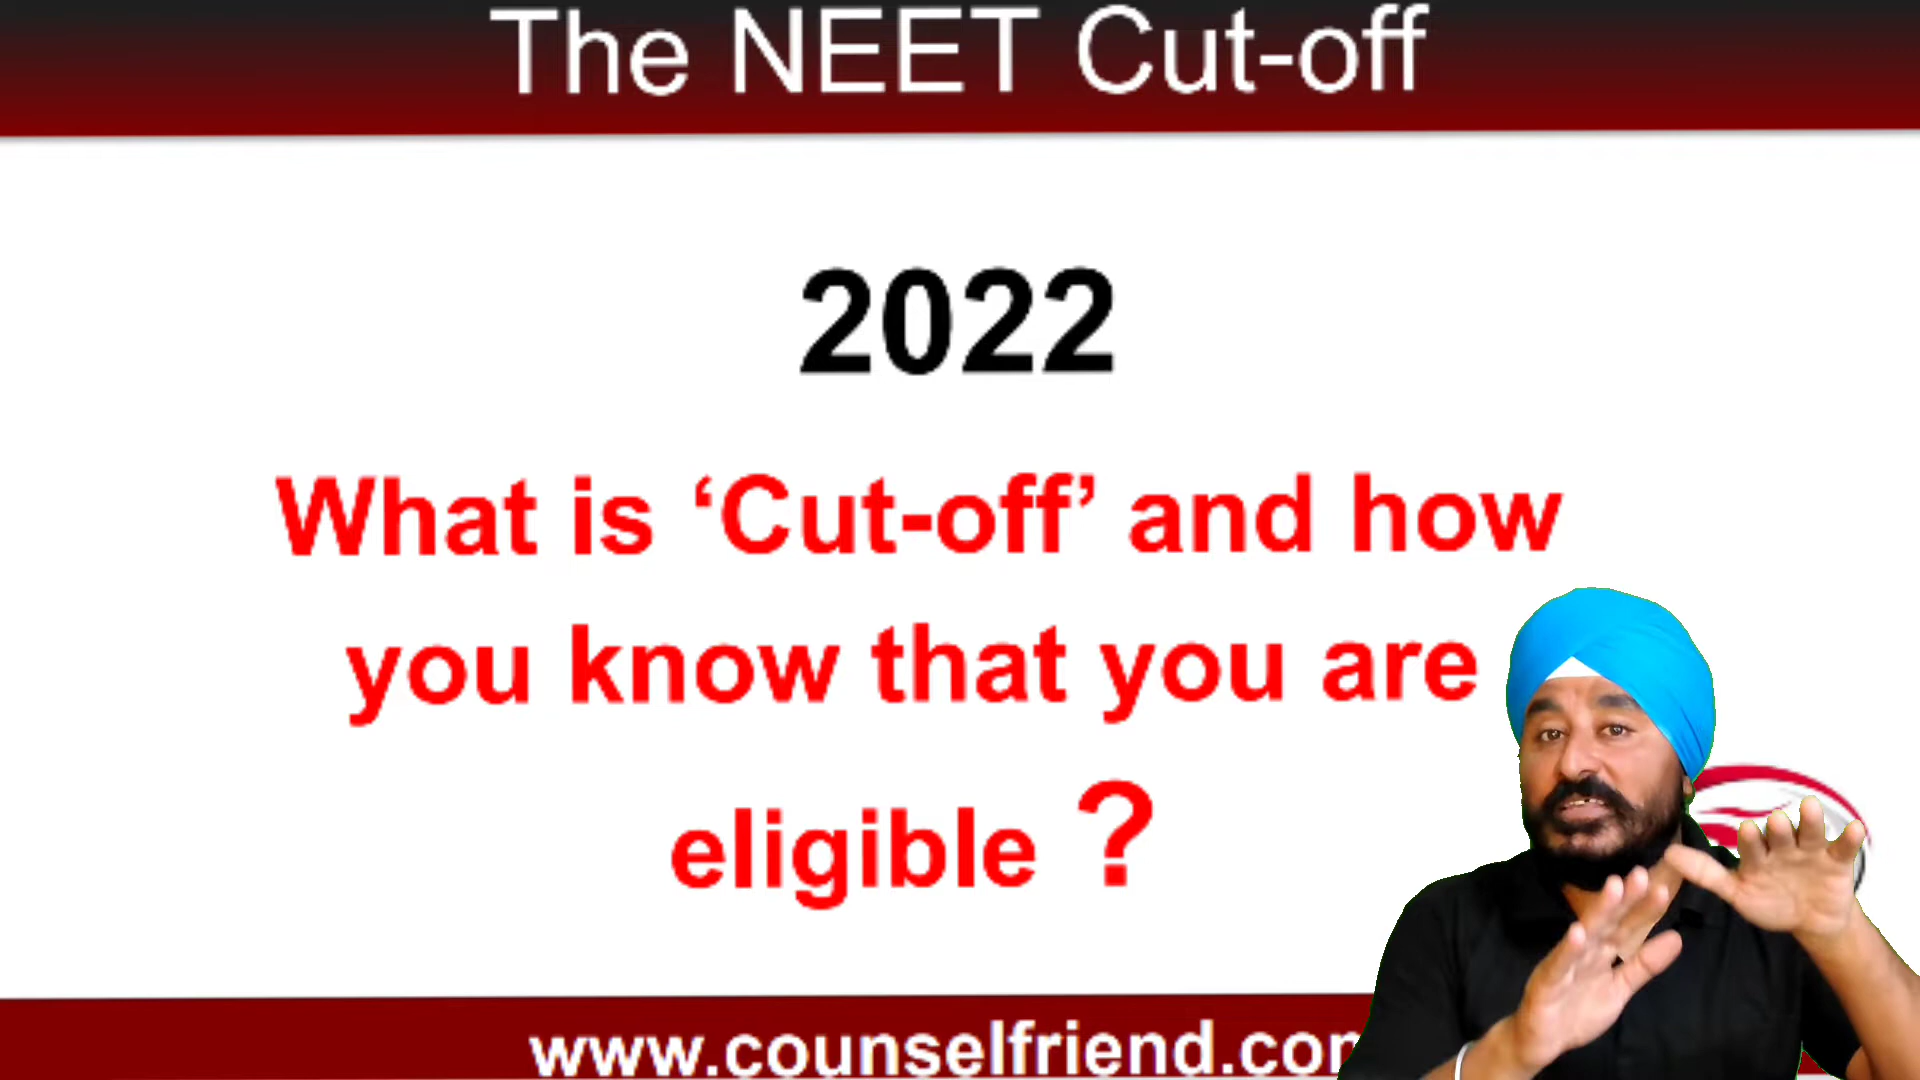 The NEET Cut-off
2022
What is ‘Cut-off’ and how
you know that you are
eligible ?
www.counselfriend.com